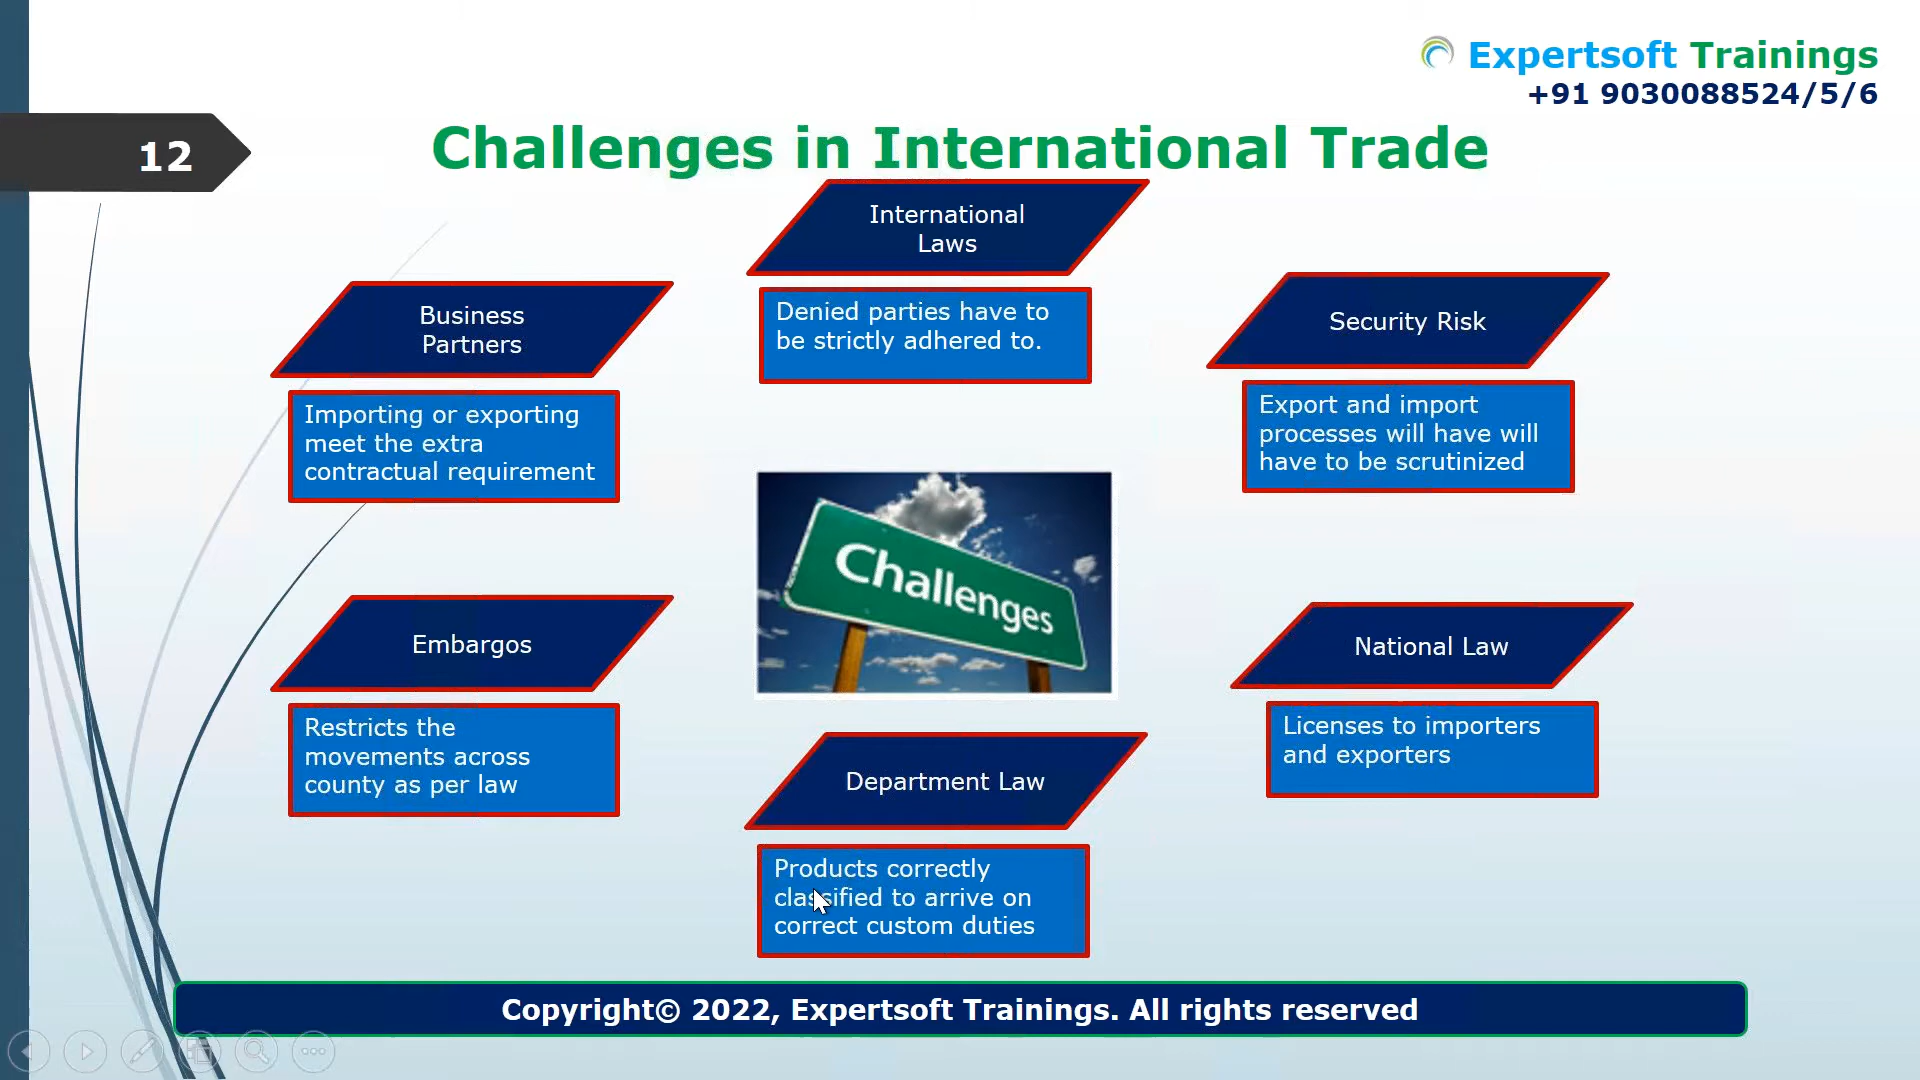 Expertsoft Trainings
+91 9030088524/5/6
12
Challenges in International Trade
International
Laws
Denied parties have to
be strictly adhered to.
Business
Partners
Importing or exporting
meet the extra
contractual requirement
Security Risk
Export and import
processes will have will
have to be scrutinized
Challenges
Embargos
Restricts the
movements across
county as per law
National Law
Licenses to importers
and exporters
Department Law
Products correctly
classified to arrive on
correct custom duties
Copyright© 2022, Expertsoft Trainings. All rights reserved